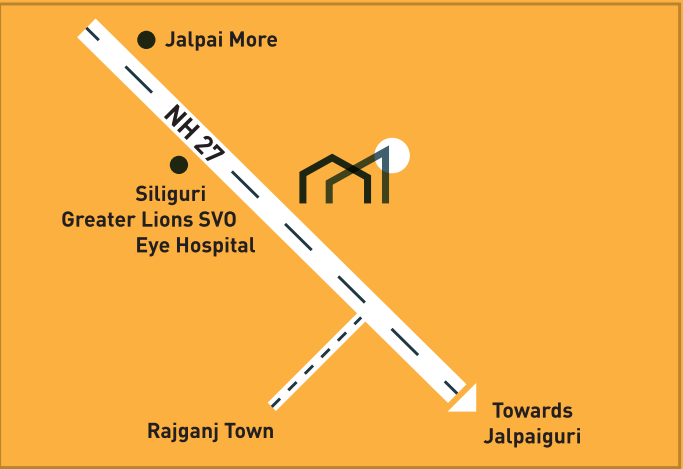 Jalpai More
NH 27
Siliguri
Greater Lions SVO
Eye Hospital
Rajganj Town
Towards
Jalpaiguri